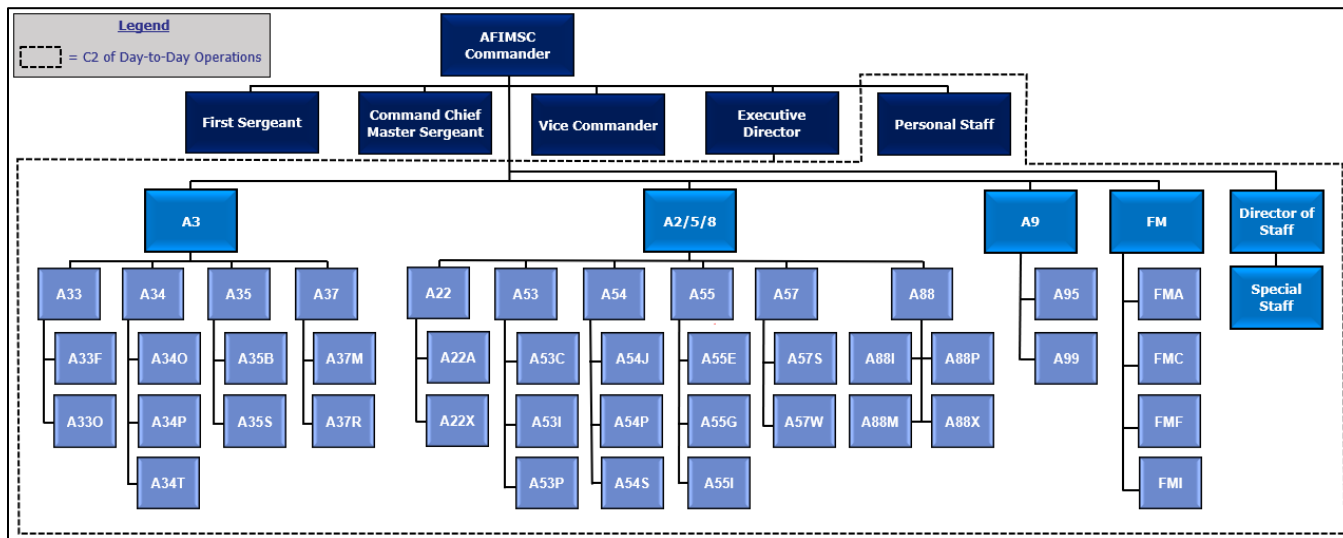 Legend
= C2 of Day-to-Day Operations
AFIMSC
Commander
First Sergeant
Command Chief
Master Sergeant
Vice Commander
Executive
Director
Personal Staff
A3
A2/5/8
A9
FM
Director of
Staff
A33
A34
A35
A37
A22
A53
A54
A55
A57
A88
A95
FMA
Special
Staff
A33F
A34O
A35B
A37M
A22A
A53C
A54J
A55E
A57S
A88I
A88P
A99
FMC
A33O
A34P
A35S
A37R
A22X
A53I
A54P
A55G
A57W
A88M
A88X
FMF
A34T
A53P
A54S
A55I
FMI